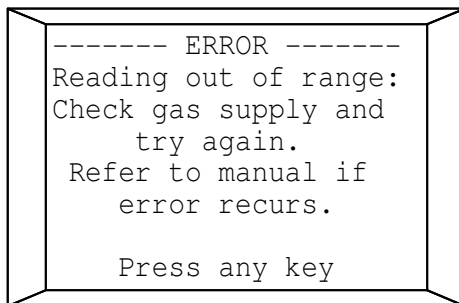 ------- ERROR -------
Reading out of range:
Check gas supply and
try again.
Refer to manual if
error recurs.
Press any key